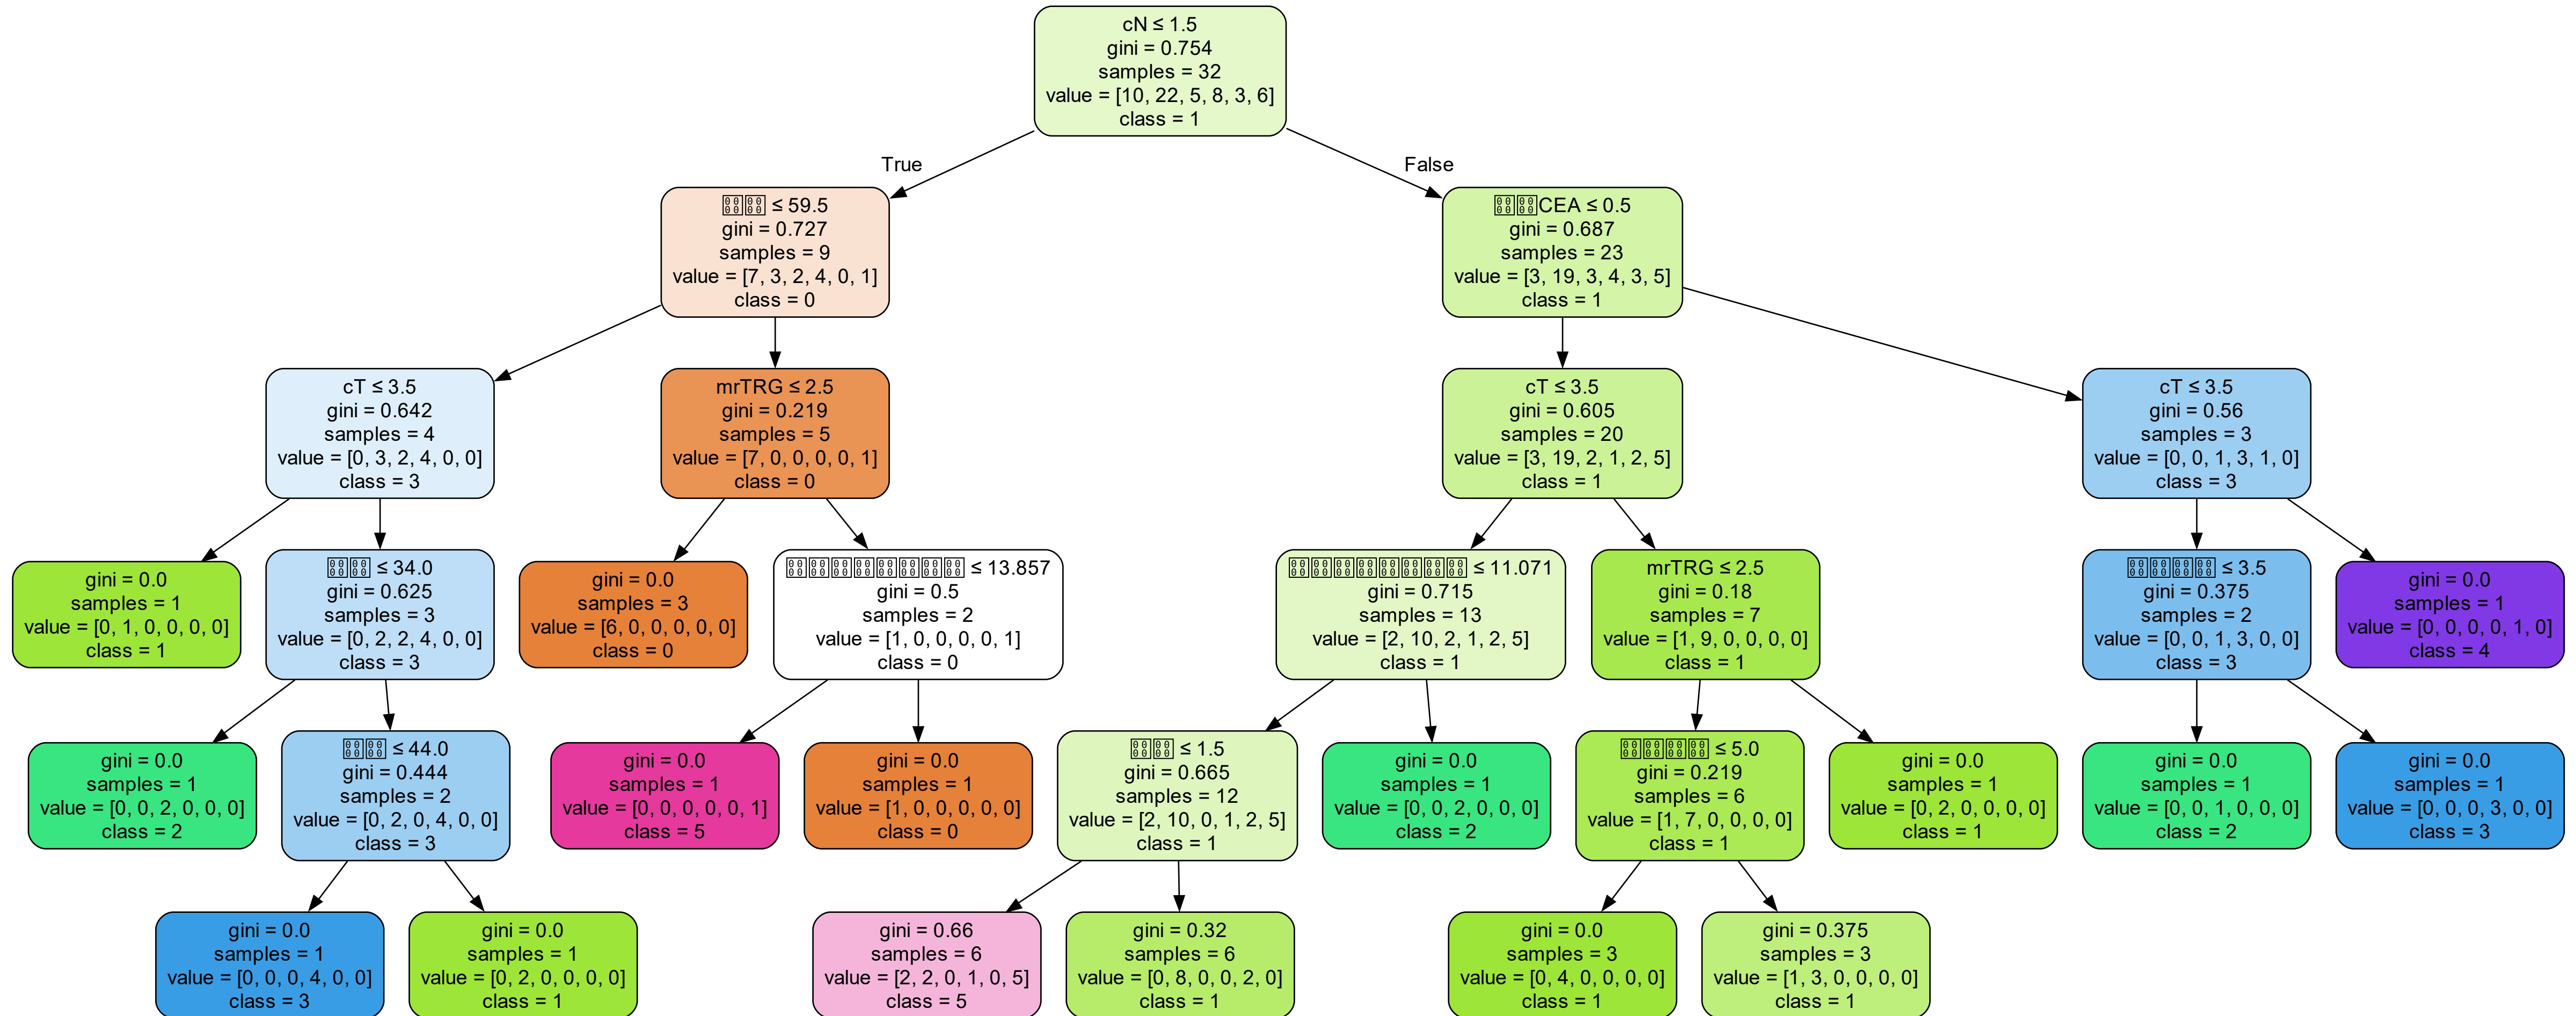 cN ≤ 1.5
gini = 0.754
samples = 32
value = [10, 22, 5, 8, 3, 6]
class = 1
True
False
≤ 59.5
gini = 0.727
samples = 9
value = [7, 3, 2, 4, 0, 1]
class = 0
CEA ≤ 0.5
gini = 0.687
samples = 23
value = [3, 19, 3, 4, 3, 5]
class = 1
cT ≤ 3.5
gini = 0.642
samples = 4
value = [0, 3, 2, 4, 0, 0]
class = 3
mrTRG ≤ 2.5
gini = 0.219
samples = 5
value = [7, 0, 0, 0, 0, 1]
class = 0
cT ≤ 3.5
gini = 0.605
samples = 20
value = [3, 19, 2, 1, 2, 5]
class = 1
cT ≤ 3.5
gini = 0.56
samples = 3
value = [0, 0, 1, 3, 1, 0]
class = 3
gini = 0.0
samples = 1
value = [0, 1, 0, 0, 0, 0]
class = 1
≤ 34.0
gini = 0.625
samples = 3
value = [0, 2, 2, 4, 0, 0]
class = 3
gini = 0.0
samples = 3
value = [6, 0, 0, 0, 0, 0]
class = 0
≤ 13.857
gini = 0.5
samples = 2
value = [1, 0, 0, 0, 0, 1]
class = 0
≤ 11.071
gini = 0.715
samples = 13
value = [2, 10, 2, 1, 2, 5]
class = 1
mrTRG ≤ 2.5
gini = 0.18
samples = 7
value = [1, 9, 0, 0, 0, 0]
class = 1
≤ 3.5
gini = 0.375
samples = 2
value = [0, 0, 1, 3, 0, 0]
class = 3
gini = 0.0
samples = 1
value = [0, 0, 0, 0, 1, 0]
class = 4
gini = 0.0
samples = 1
value = [0, 0, 2, 0, 0, 0]
class = 2
≤ 44.0
gini = 0.444
samples = 2
value = [0, 2, 0, 4, 0, 0]
class = 3
gini = 0.0
samples = 1
value = [0, 0, 0, 0, 0, 1]
class = 5
gini = 0.0
samples = 1
value = [1, 0, 0, 0, 0, 0]
class = 0
≤ 1.5
gini = 0.665
samples = 12
value = [2, 10, 0, 1, 2, 5]
class = 1
gini = 0.0
samples = 1
value = [0, 0, 2, 0, 0, 0]
class = 2
≤ 5.0
gini = 0.219
samples = 6
value = [1, 7, 0, 0, 0, 0]
class = 1
gini = 0.0
samples = 1
value = [0, 2, 0, 0, 0, 0]
class = 1
gini = 0.0
samples = 1
value = [0, 0, 1, 0, 0, 0]
class = 2
gini = 0.0
samples = 1
value = [0, 0, 0, 3, 0, 0]
class = 3
gini = 0.0
samples = 1
value = [0, 0, 0, 4, 0, 0]
class = 3
gini = 0.0
samples = 1
value = [0, 2, 0, 0, 0, 0]
class = 1
gini = 0.66
samples = 6
value = [2, 2, 0, 1, 0, 5]
class = 5
gini = 0.32
samples = 6
value = [0, 8, 0, 0, 2, 0]
class = 1
gini = 0.0
samples = 3
value = [0, 4, 0, 0, 0, 0]
class = 1
gini = 0.375
samples = 3
value = [1, 3, 0, 0, 0, 0]
class = 1